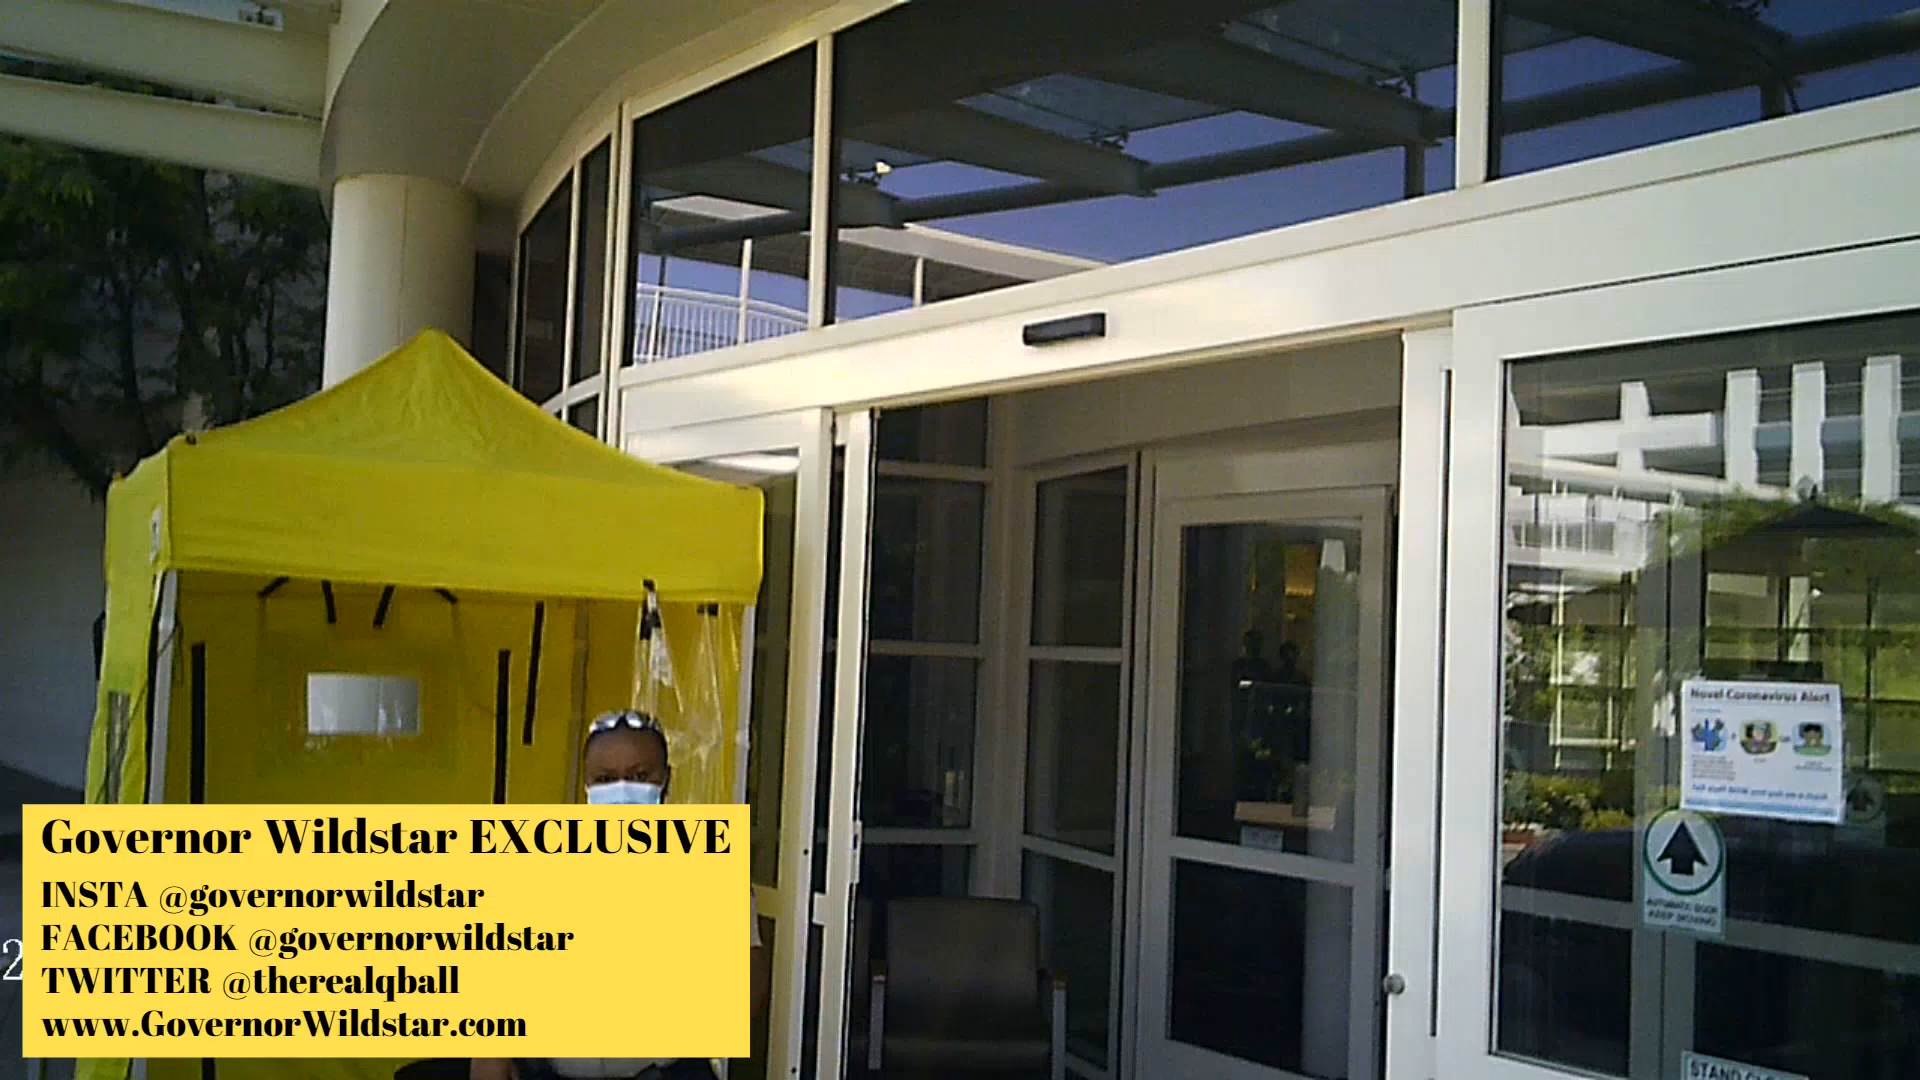 Governor Wildstar EXCLUSIVE
INSTA @governorwildstar
FACEBOOK @governorwildstar
TWITTER @therealqball
www.GovernorWildstar.com
2
Novel Coronavirus Alert
AUTOMATIC DOOR
KEEP MOVING
STAND